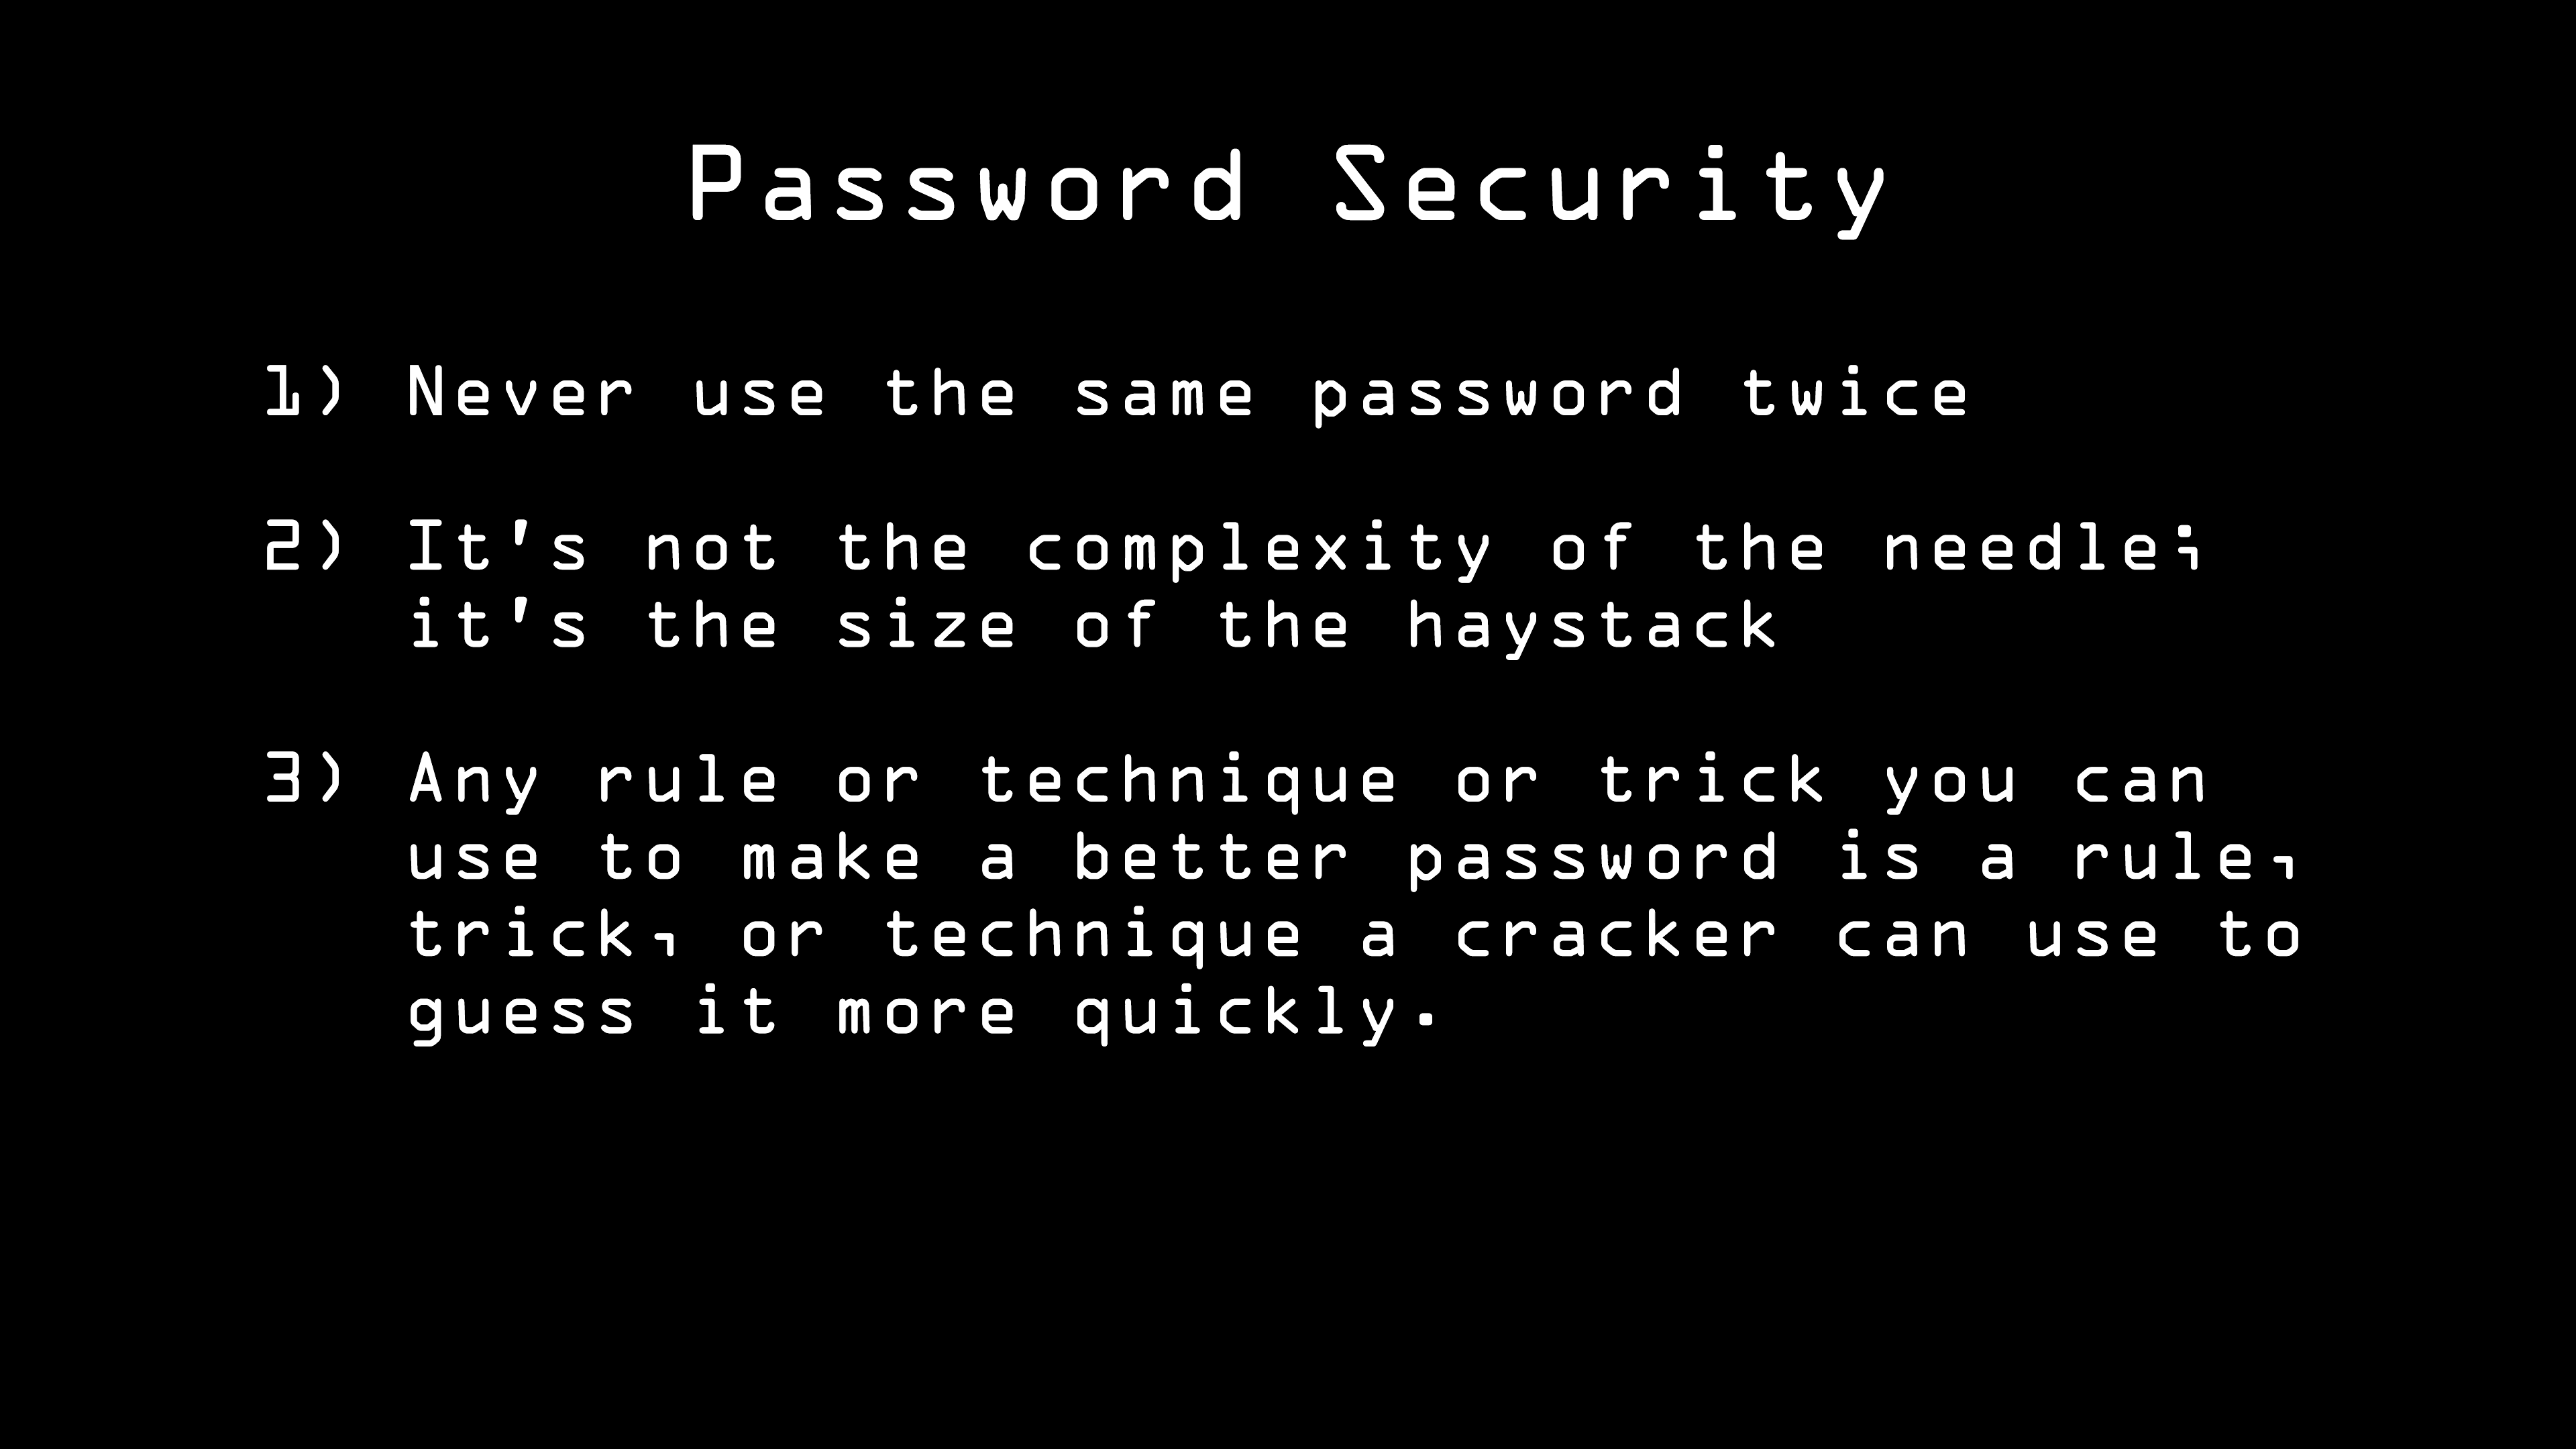 Password Security
1) Never use the same password twice
2) It's not the complexity of the needle;
it's the size of the haystack
3) Any rule or technique or trick you can
use to make a better password is a rule,
trick, or technique a cracker can use to
guess it more quickly.